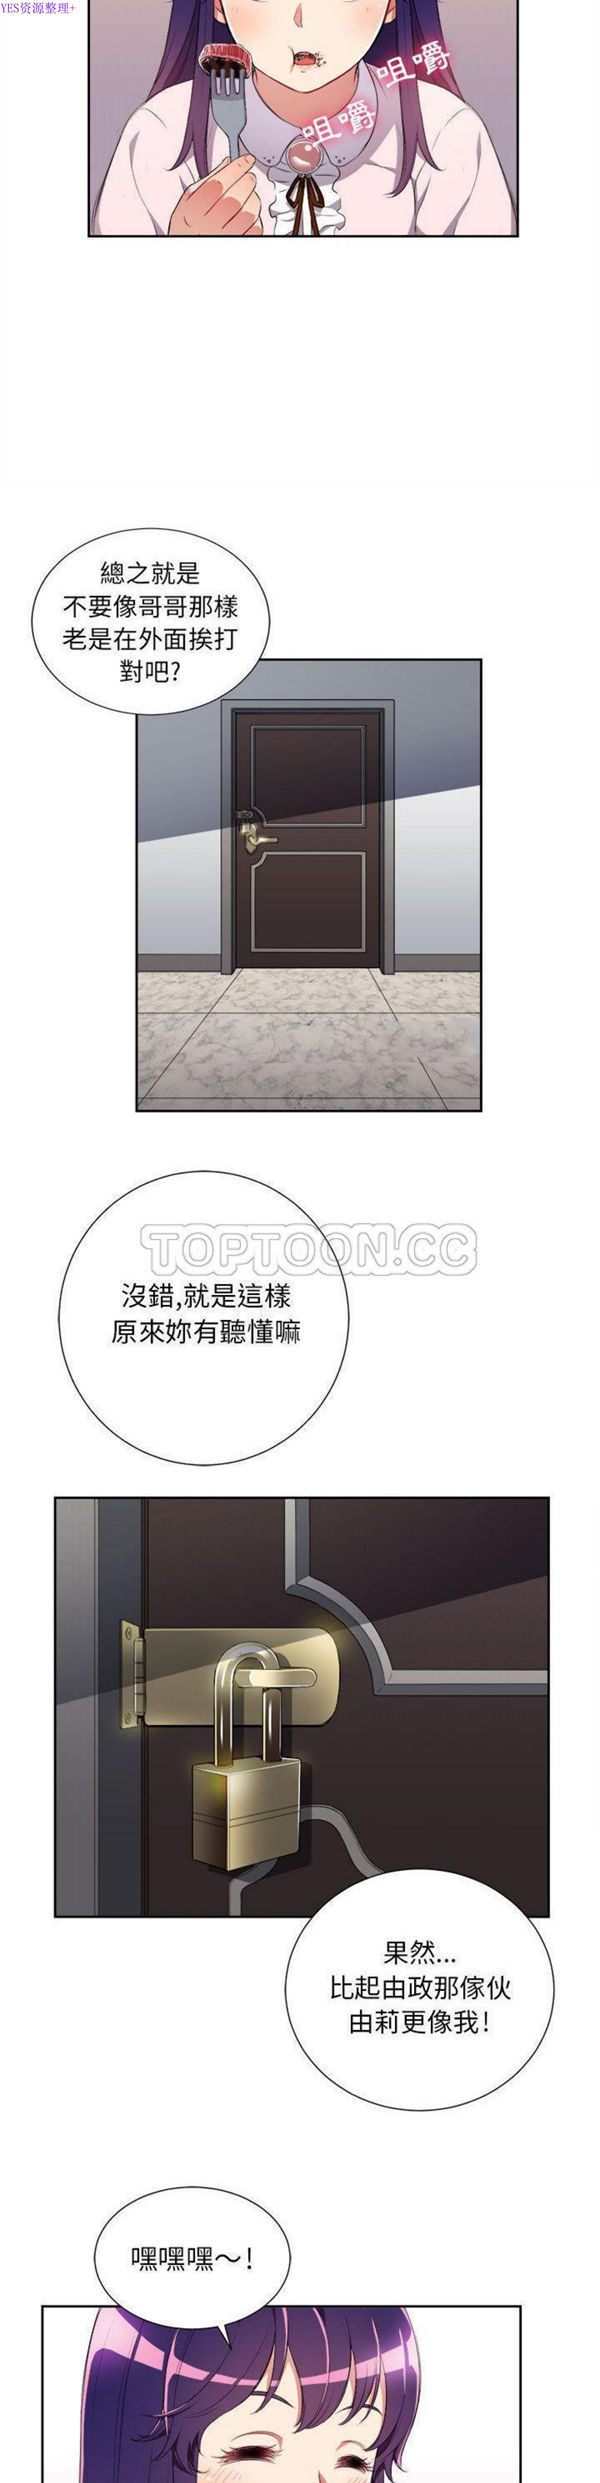 YES资源整理+
咀嚼
咀嚼
總之就是
不要像哥哥那樣
老是在外面挨打
對吧?
TOPTOON.CC
沒錯,就是這樣
原來妳有聽懂嘛
果然...
比起由政那傢伙
由莉更像我!
嘿嘿嘿～!